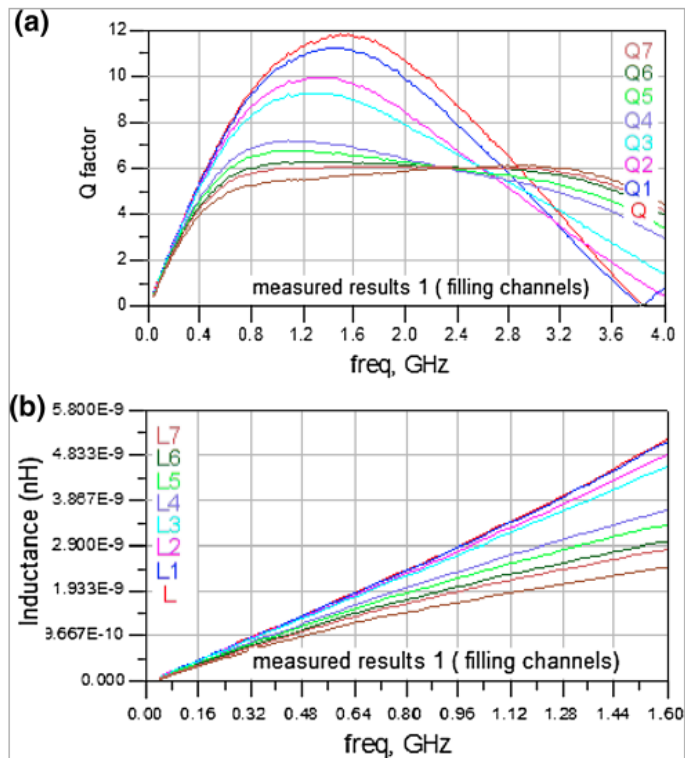 (a)
12
10
8
6
4
2
0
Q factor
Q7
Q6
Q5
Q4
Q3
Q2
Q1
Q
measured results 1 ( filling channels)
0.0 0.4 0.8 1.2 1.6 2.0 2.4 2.8 3.2 3.6 4.0
freq, GHz
(b)
5.800E-9
4.833E-9
3.867E-9
2.900E-9
1.933E-9
9.667E-10
0.000
Inductance (nH)
L7
L6
L5
L4
L3
L2
L1
L
measured results 1 ( filling channels)
0.00 0.16 0.32 0.48 0.64 0.80 0.96 1.12 1.28 1.44 1.60
freq, GHz